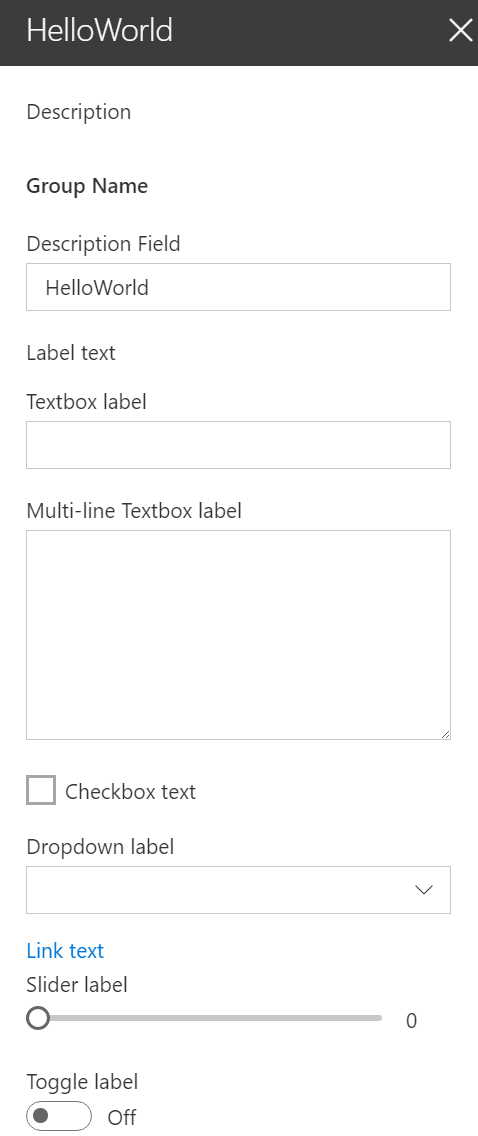 HelloWorld
Description
Group Name
Description Field
HelloWorld
Label text
Textbox label
Multi-line Textbox label
Checkbox text
Dropdown label
Link text
Slider label
0
Toggle label
Off